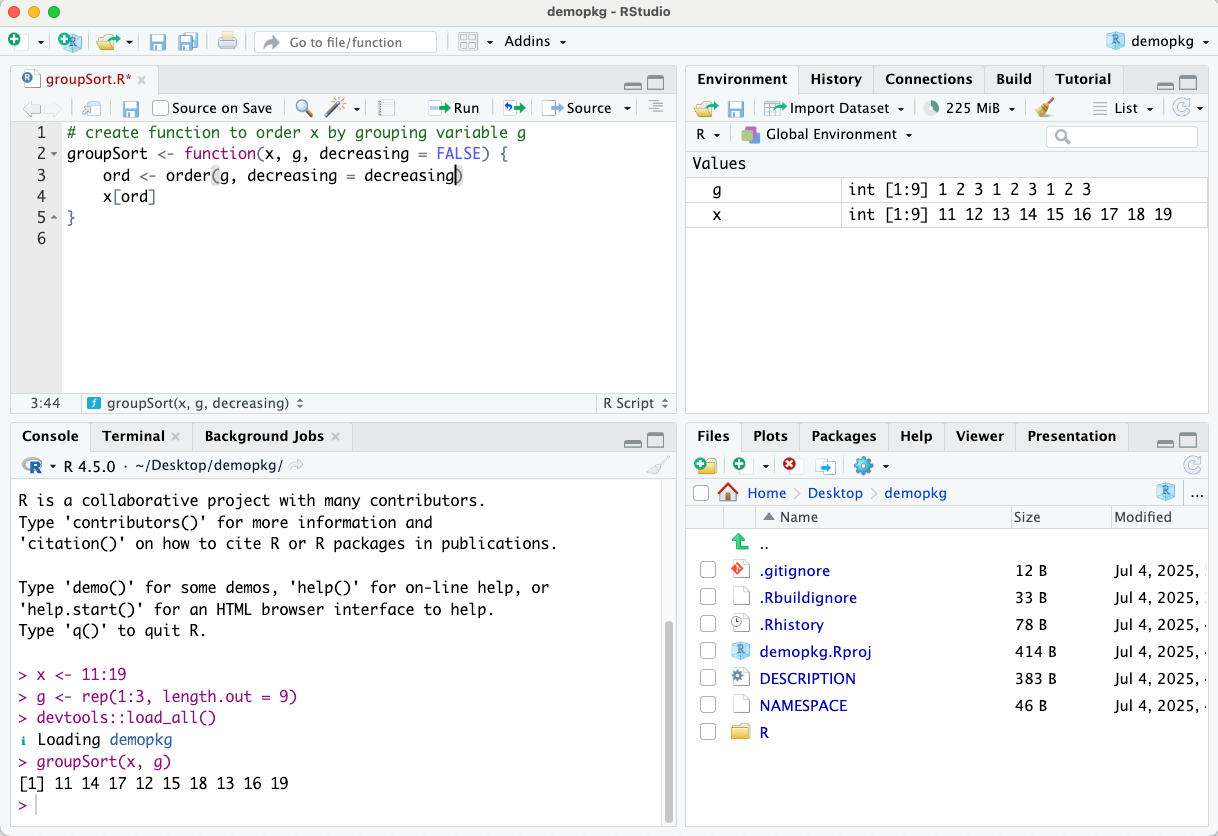 demopkg - RStudio
Go to file/function
Addins
demopkg
groupSort.R*
Source on Save
Run
Source
1 # create function to order x by grouping variable g
2 groupSort <- function(x, g, decreasing = FALSE) {
3 ord <- order(g, decreasing = decreasing)
4 x[ord]
5 }
6
3:44 groupSort(x, g, decreasing) R Script
Console Terminal Background Jobs
R 4.5.0 · ~/Desktop/demopkg/
R is a collaborative project with many contributors.
Type 'contributors()' for more information and
'citation()' on how to cite R or R packages in publications.
Type 'demo()' for some demos, 'help()' for on-line help, or
'help.start()' for an HTML browser interface to help.
Type 'q()' to quit R.
> x <- 11:19
> g <- rep(1:3, length.out = 9)
> devtools::load_all()
ℹ Loading demopkg
> groupSort(x, g)
[1] 11 14 17 12 15 18 13 16 19
>
Environment History Connections Build Tutorial
Import Dataset 225 MiB List
R Global Environment
Values
g int [1:9] 1 2 3 1 2 3 1 2 3
x int [1:9] 11 12 13 14 15 16 17 18 19
Files Plots Packages Help Viewer Presentation
Home Desktop demopkg ...
Name Size Modified
..
.gitignore 12 B Jul 4, 2025,
.Rbuildignore 33 B Jul 4, 2025,
.Rhistory 78 B Jul 4, 2025,
demopkg.Rproj 414 B Jul 4, 2025,
DESCRIPTION 383 B Jul 4, 2025,
NAMESPACE 46 B Jul 4, 2025,
R